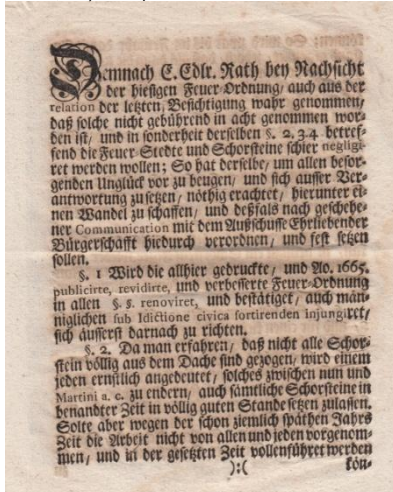 Demnach E. Edlr. Rath bey Nachsicht
der hiesigen Feuer-Ordnung/ auch aus der
relation der letzten Besichtigung wahr genommen/
daß solche nicht gebührend in acht genommen wor-
den ist/ und in sonderheit derselben §. 2, 3. 4 betref-
fend die Feuer-Stedte und Schorsteine schier negligi-
ret werden wollen; So hat derselbe/ um allen besor-
genden Unglück vor zu beugen/ und sich ausser Ver-
antwortung zu setzen/ nöthig erachtet/ hierunter ei-
nen Wandel zu schaffen/ und deßfals nach geschehe-
ner Communication mit dem Ausschusse Ehrliebender
Bürgerschafft hiedurch verordnen/ und fest setzen
sollen.
§. 1 Wird die allhier gedruckte/ und Ao. 1665.
publicirte, revidirte, und verbesserte Feuer-Ordnung
in allen §. §. renoviret, und bestätiget/ auch män-
niglichen sub Idictione civica sortirenden injungiret/
sich äusserst darnach zu richten.
§. 2. Da man erfahren/ daß nicht alle Schor-
stein völlig aus dem Dache sind gezogen/ wird einem
jeden ernstlich angedeutet/ solches zwischen nun und
Martini a. c. zu endern/ auch sämtliche Schorsteine in
benandter Zeit in völlig guten Stande setzen zulassen.
Solte aber wegen der schon ziemlich späthen Jahrs
Zeit die Arbeit nicht von allen und jeden vorgenom-
men/ und in der gesetzten Zeit vollenführet werden
):( kön-